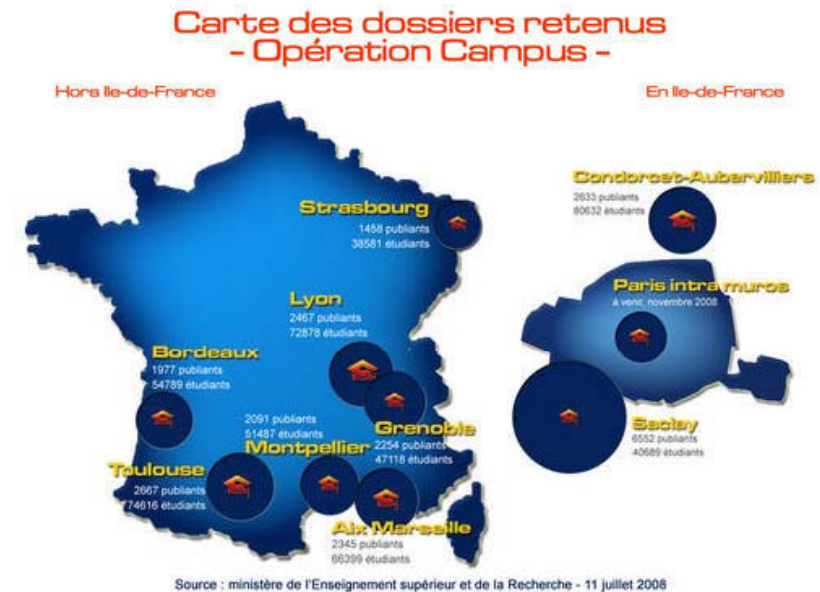 Carte des dossiers retenus
- Opération Campus -
Hors Ile-de-France
En Ile-de-France
Strasbourg
1458 publiants
38581 étudiants
Lyon
2467 publiants
72878 étudiants
Bordeaux
1977 publiants
54789 étudiants
2091 publiants
51487 étudiants
Montpellier
Grenoble
2254 publiants
47118 étudiants
Toulouse
2667 publiants
74616 étudiants
Aix Marseille
2345 publiants
66399 étudiants
Condorcet-Aubervilliers
2633 publiants
80632 étudiants
Paris intra muros
à venir, novembre 2008
Saclay
6552 publiants
40689 étudiants
Source : ministère de l'Enseignement supérieur et de la Recherche - 11 juillet 2008